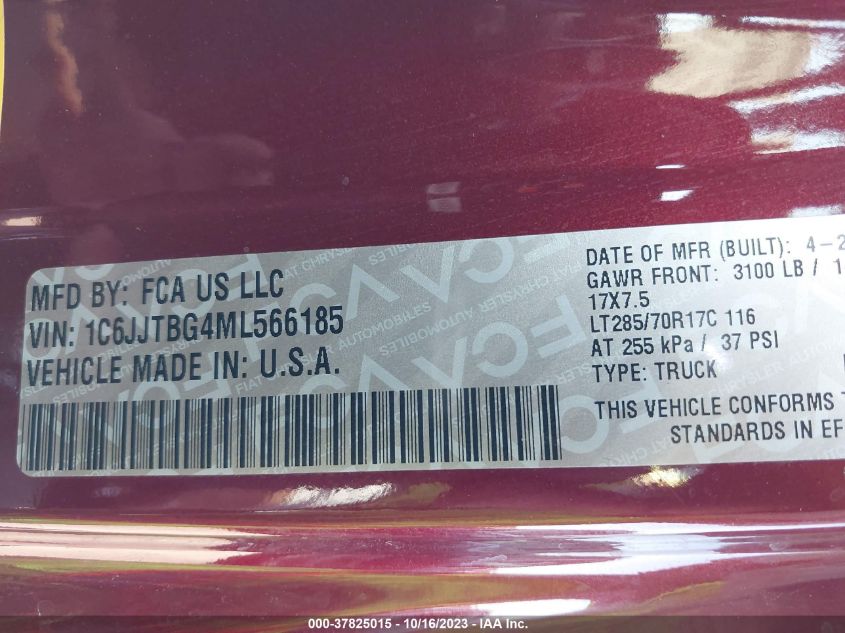 MFD BY: FCA US LLC
VIN: 1C6JJTBG4ML566185
VEHICLE MADE IN: U.S.A.
DATE OF MFR (BUILT): 4-2
GAWR FRONT: 3100 LB / 1
17X7.5
LT285/70R17C 116
AT 255 kPa / 37 PSI
TYPE: TRUCK
THIS VEHICLE CONFORMS T
STANDARDS IN EF
000-37825015 - 10/16/2023 - IAA Inc.